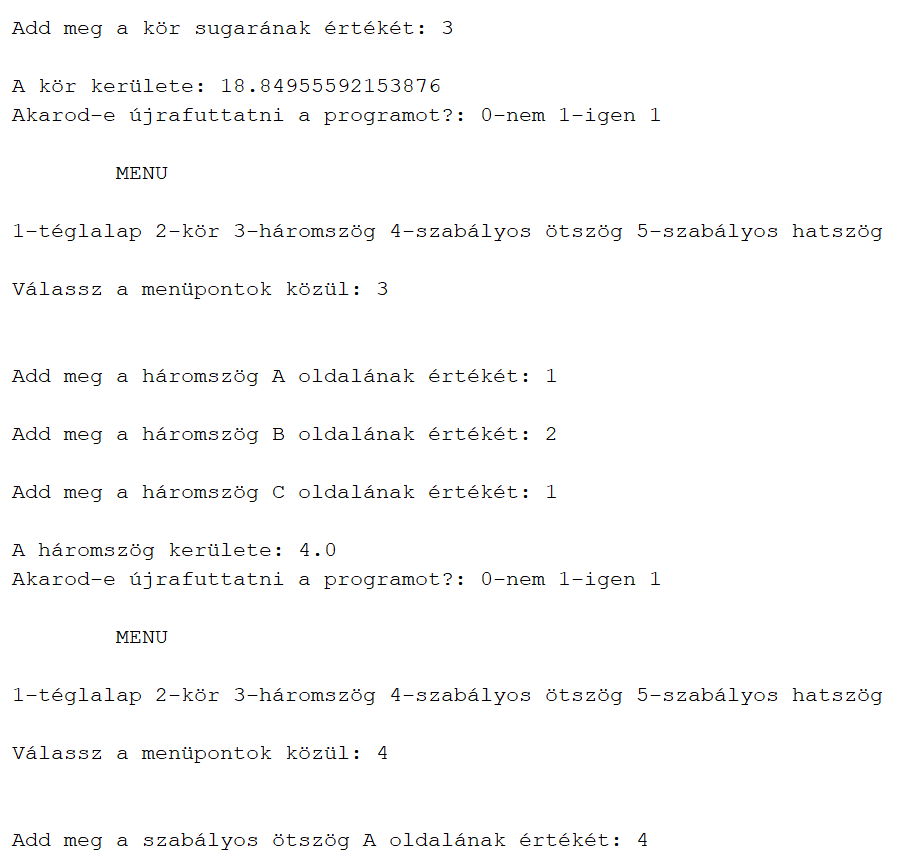 Add meg a kör sugarának értékét: 3
A kör kerülete: 18.84955592153876
Akarod-e újrafuttatni a programot?: 0-nem 1-igen 1
MENU
1-téglalap 2-kör 3-háromszög 4-szabályos ötszög 5-szabályos hatszög
Válassz a menüpontok közül: 3
Add meg a háromszög A oldalának értékét: 1
Add meg a háromszög B oldalának értékét: 2
Add meg a háromszög C oldalának értékét: 1
A háromszög kerülete: 4.0
Akarod-e újrafuttatni a programot?: 0-nem 1-igen 1
MENU
1-téglalap 2-kör 3-háromszög 4-szabályos ötszög 5-szabályos hatszög
Válassz a menüpontok közül: 4
Add meg a szabályos ötszög A oldalának értékét: 4